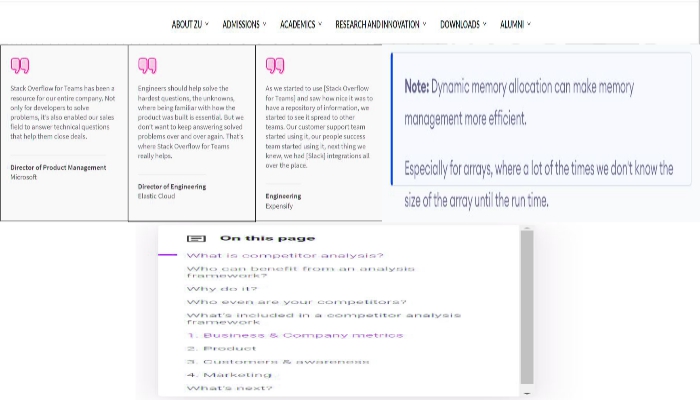 ABOUT ZU ADMISSIONS ACADEMICS RESEARCH AND INNOVATION DOWNLOADS ALUMNI
Stack Overflow for Teams has been a
resource for our entire company. Not
only for developers to solve
problems, it's also enabled our sales
field to answer technical questions
that help them close deals.
Director of Product Management
Microsoft
Engineers should help solve the
hardest questions, the unknowns,
where being familiar with how the
product was built is essential. But we
don't want to keep answering solved
problems over and over again. That's
where Stack Overflow for Teams
really helps.
Director of Engineering
Elastic Cloud
As we started to use [Stack Overflow
for Teams] and saw how nice it was to
have a repository of information, we
started to see it spread to other
teams. Our customer support team
started using it, our people success
team started using it, next thing we
knew, we had [Slack] integrations all
over the place.
Engineering
Expensify
Note: Dynamic memory allocation can make memory
management more efficient.
Especially for arrays, where a lot of the times we don't know the
size of the array until the run time.
On this page
What is competitor analysis?
Who can benefit from an analysis
framework?
Why do it?
Who even are your competitors?
What's included in a competitor analysis
framework
1. Business & Company metrics
2. Product
3. Customers & awareness
4. Marketing
What's next?